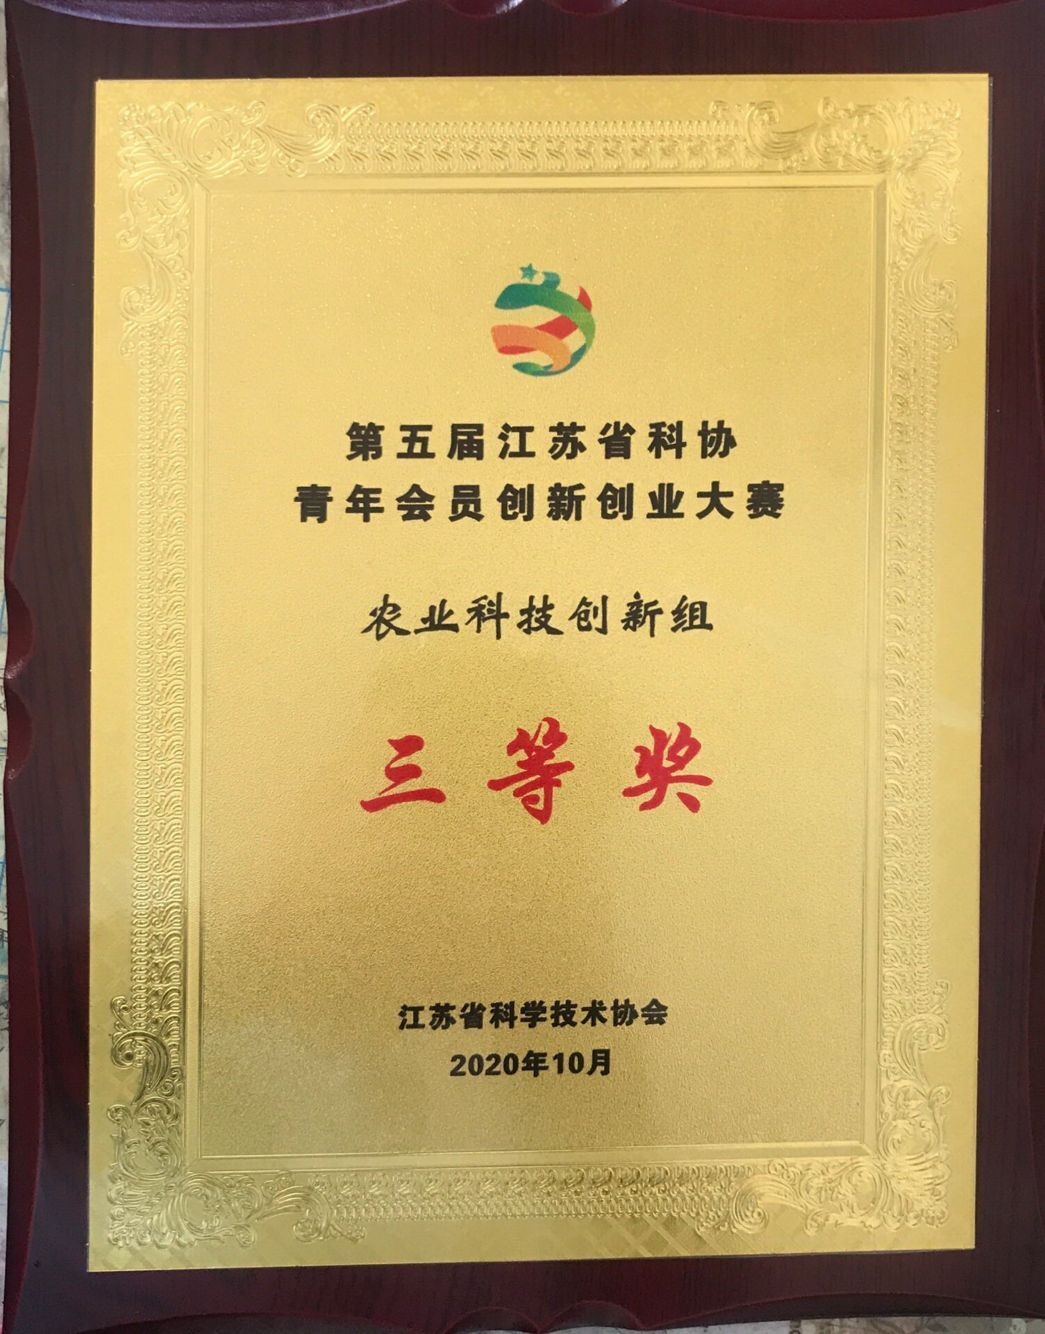 第五届江苏省科协
青年会员创新创业大赛
农业科技创新组
三等奖
江苏省科学技术协会
2020年10月